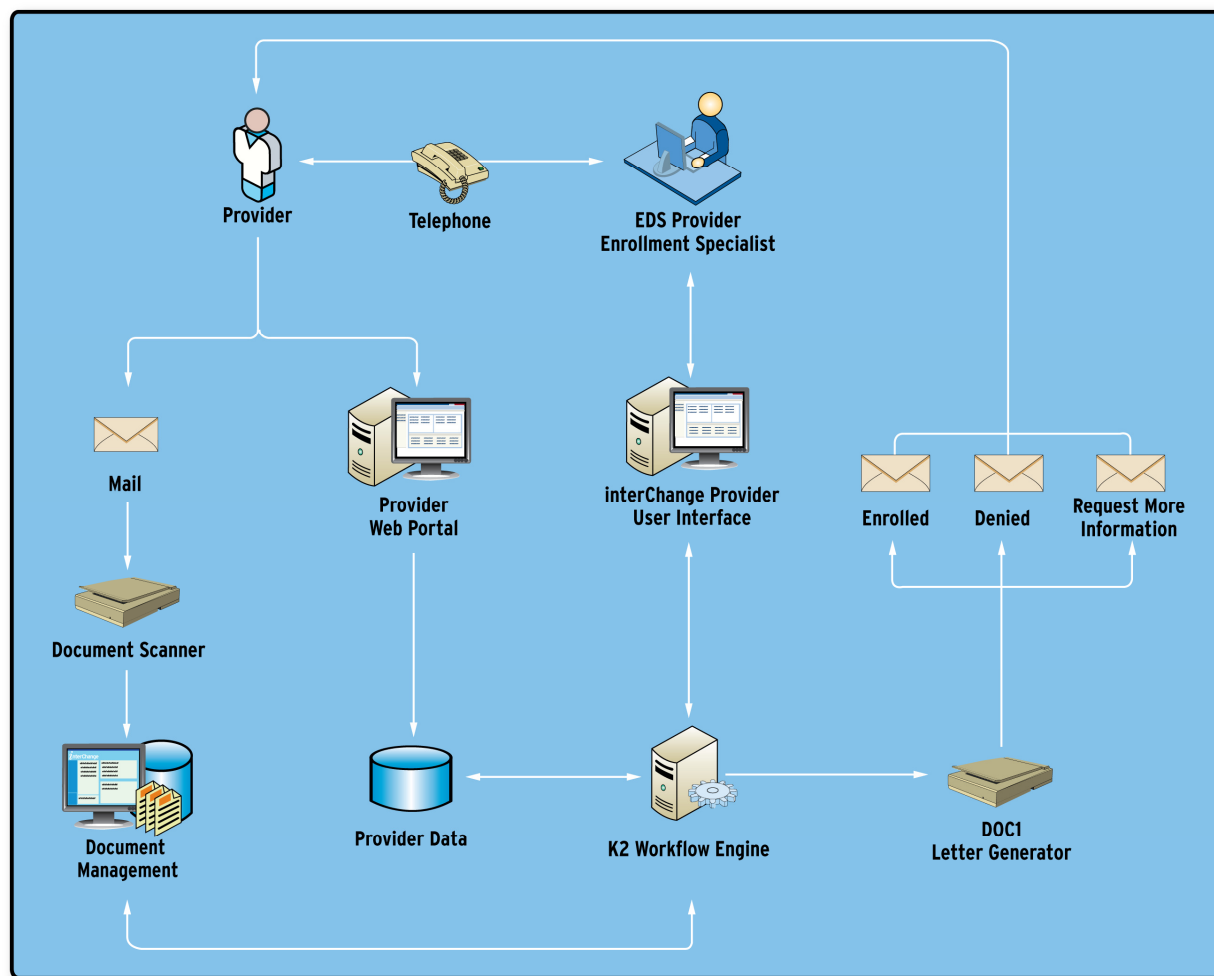 Provider
Telephone
EDS Provider
Enrollment Specialist
Mail
Provider
Web Portal
interChange Provider
User Interface
Enrolled
Denied
Request More
Information
Document Scanner
interChange
Document
Management
Provider Data
K2 Workflow Engine
DOC1
Letter Generator